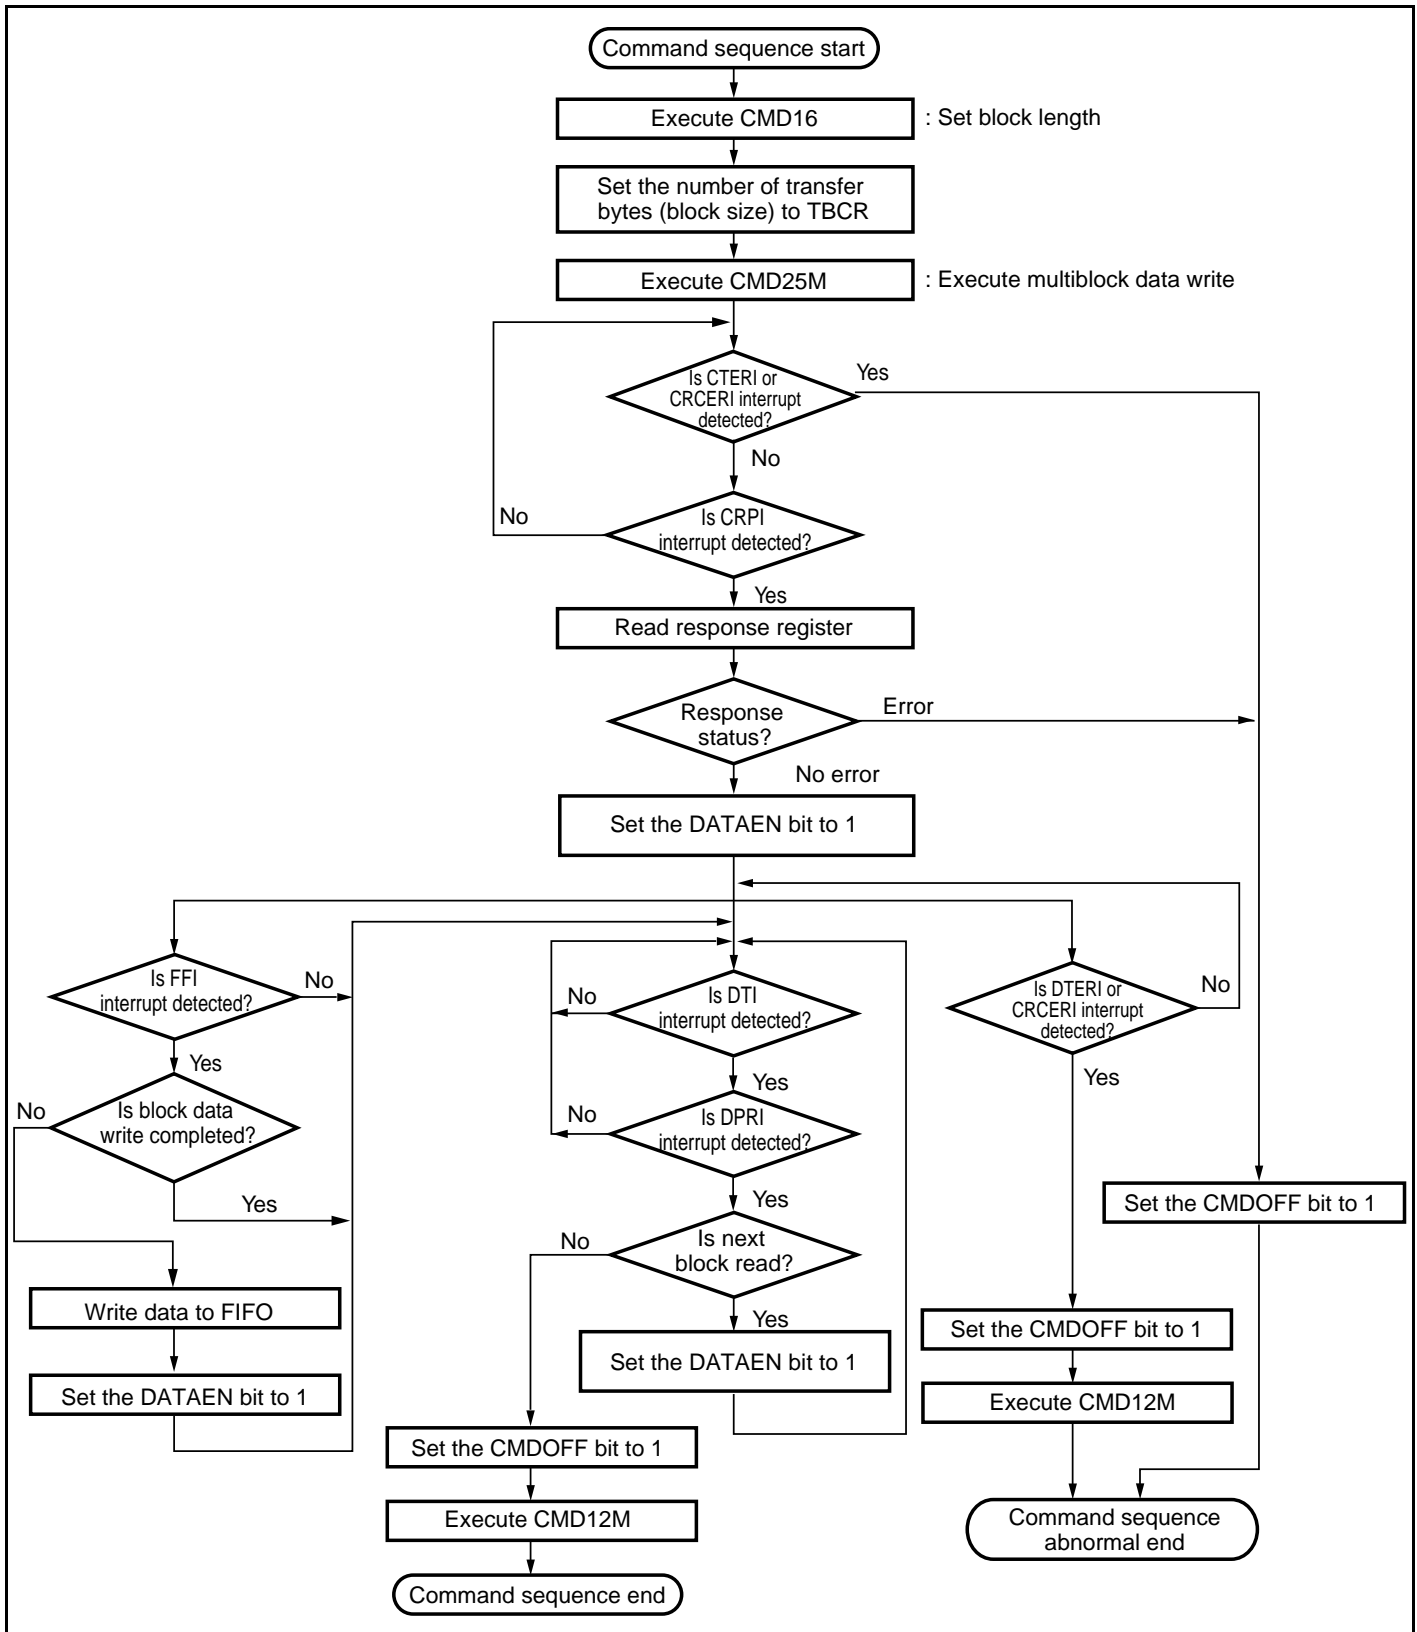 Command sequence start
Execute CMD16
: Set block length
Set the number of transfer
bytes (block size) to TBCR
Execute CMD25M
: Execute multiblock data write
Is CTERI or
CRCERI interrupt
detected?
Yes
No
Is CRPI
interrupt detected?
No
Yes
Read response register
Response
status?
Error
No error
Set the DATAEN bit to 1
Is FFI
interrupt detected?
No
Yes
Is block data
write completed?
No
Yes
Write data to FIFO
Set the DATAEN bit to 1
Is DTI
interrupt detected?
No
Yes
Is DPRI
interrupt detected?
No
Yes
Is next
block read?
No
Yes
Set the DATAEN bit to 1
Set the CMDOFF bit to 1
Execute CMD12M
Command sequence end
Is DTERI or
CRCERI interrupt
detected?
No
Yes
Set the CMDOFF bit to 1
Set the CMDOFF bit to 1
Execute CMD12M
Command sequence
abnormal end